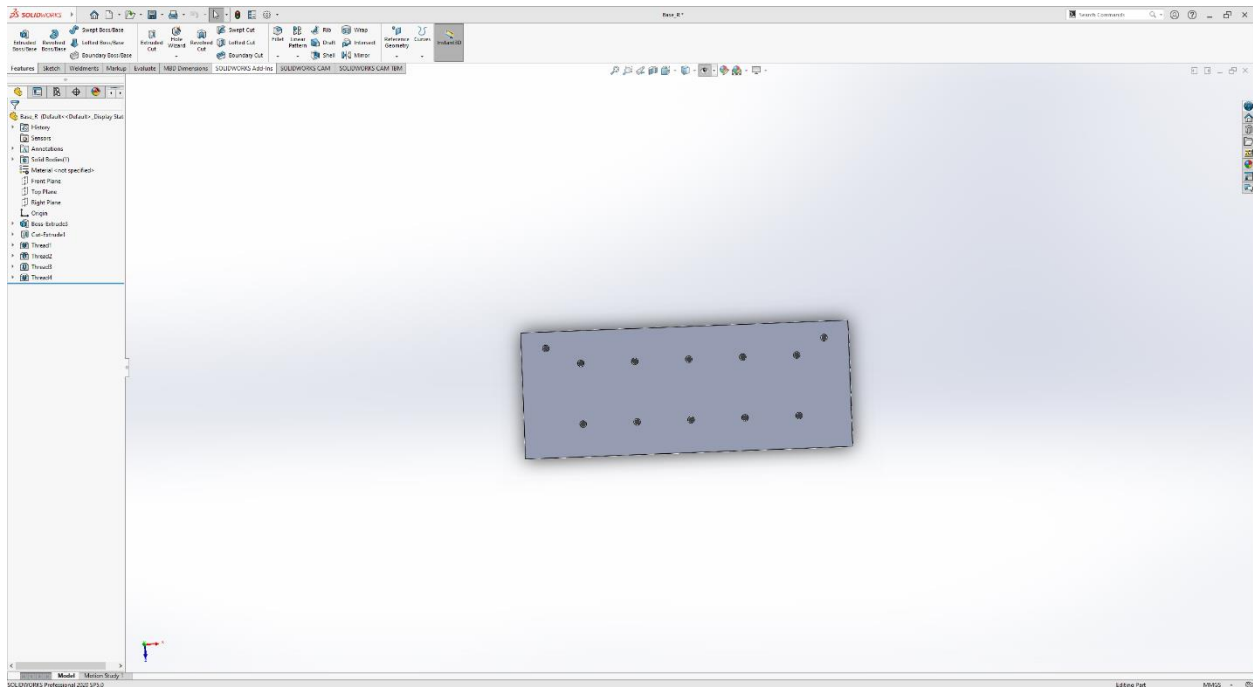 SOLIDWORKS
Base_R *
Search Commands
Extruded Boss/Base
Revolved Boss/Base
Swept Boss/Base
Lofted Boss/Base
Boundary Boss/Base
Extruded Cut
Hole Wizard
Revolved Cut
Swept Cut
Lofted Cut
Boundary Cut
Fillet
Linear Pattern
Rib
Draft
Shell
Wrap
Intersect
Mirror
Reference Geometry
Curves
Instant3D
Features Sketch Weldments Markup Evaluate MBD Dimensions SOLIDWORKS Add-Ins SOLIDWORKS CAM SOLIDWORKS CAM TBM
Base_R (Default<<Default>_Display Stat
History
Sensors
Annotations
Solid Bodies(1)
Material <not specified>
Front Plane
Top Plane
Right Plane
Origin
Boss-Extrude1
Cut-Extrude1
Thread1
Thread2
Thread3
Thread4
Model Motion Study 1
SOLIDWORKS Professional 2020 SP5.0
Editing Part
MMGS